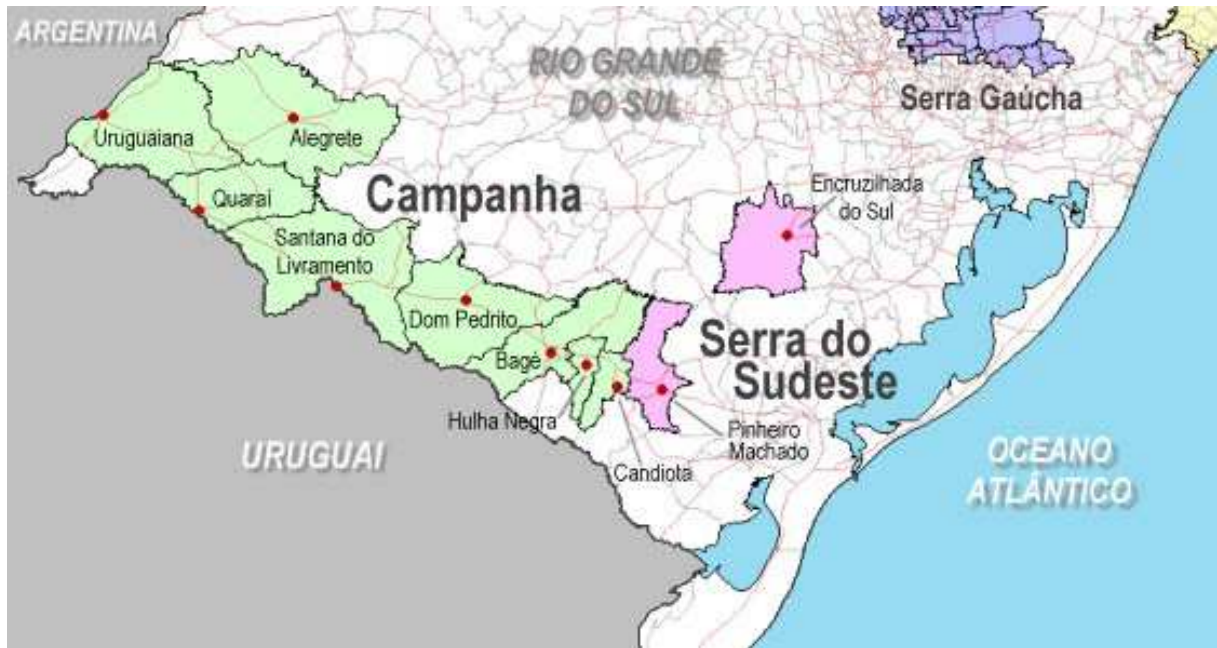 ARGENTINA
RIO GRANDE
DO SUL
Serra Gaúcha
Uruguaiana
Alegrete
Campanha
Quaraí
Encruzilhada
do Sul
Santana do
Livramento
Dom Pedrito
Serra do
Sudeste
Bagé
Hulha Negra
Pinheiro
Machado
Candiota
URUGUAI
OCEANO
ATLÂNTICO